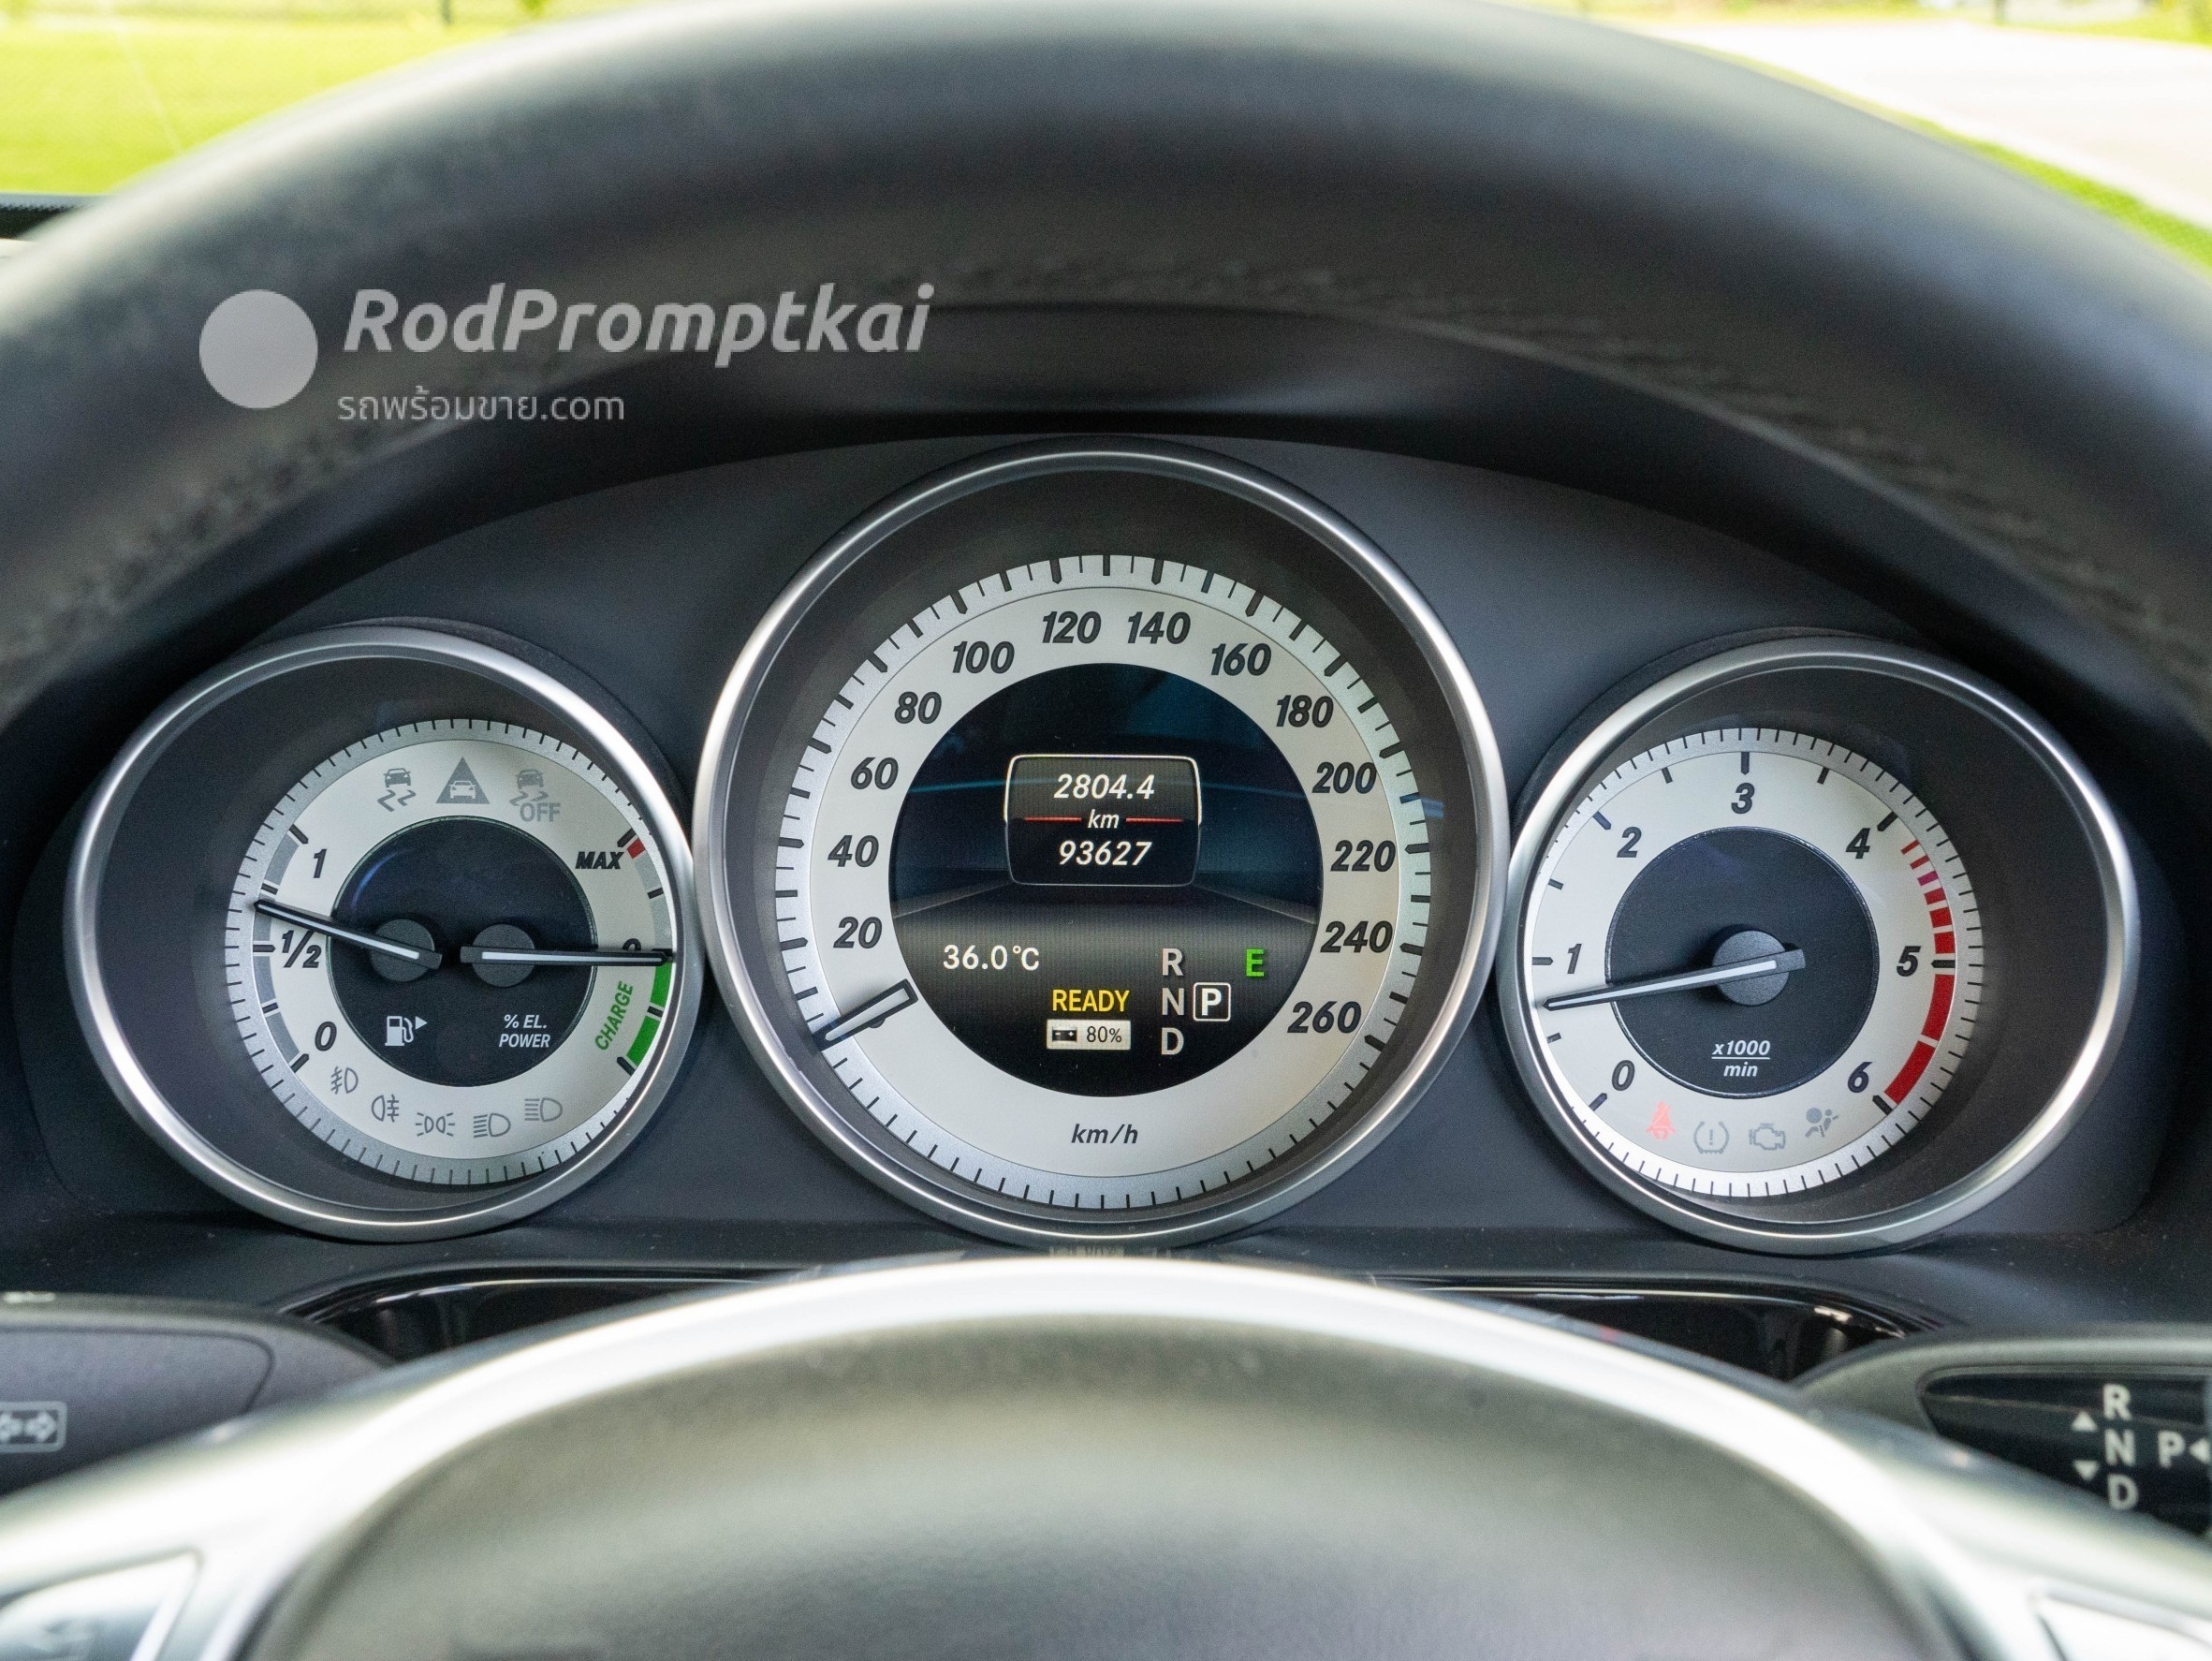 RodPromptkai
รถพร้อมขาย.com
120 140
100 160
80 180
60 200
40 220
20 240
260
2804.4
km
93627
36.0°C
R E
READY N P
80% D
km/h
OFF
1 MAX
1/2
0
CHARGE
% EL.
POWER
3
2 4
1 5
0 6
x1000
min
R
N P
D